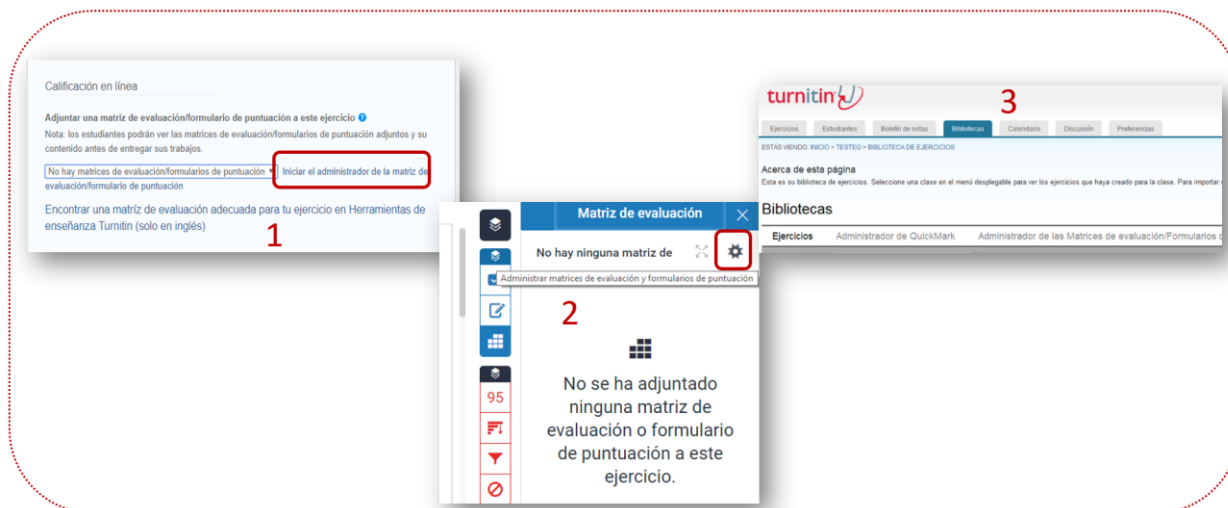 Calificación en línea
Adjuntar una matriz de evaluación/formulario de puntuación a este ejercicio ?
Nota: los estudiantes podrán ver las matrices de evaluación/formularios de puntuación adjuntos y su
contenido antes de entregar sus trabajos.
No hay matrices de evaluación/formularios de puntuación Iniciar el administrador de la matriz de
evaluación/formulario de puntuación
Encontrar una matríz de evaluación adecuada para tu ejercicio en Herramientas de
enseñanza Turnitin (solo en inglés)
1
Matriz de evaluación
No hay ninguna matriz de
Administrar matrices de evaluación y formularios de puntuación
2
95
No se ha adjuntado
ninguna matriz de
evaluación o formulario
de puntuación a este
ejercicio.
turnitin
3
Ejercicios Estudiantes Boletín de notas Bibliotecas Calendario Discusión Preferencias
ESTÁS VIENDO: INICIO > TESTEO > BIBLIOTECA DE EJERCICIOS
Acerca de esta página
Esta es su biblioteca de ejercicios. Seleccione una clase en el menú desplegable para ver los ejercicios que haya creado para la clase. Para importar
Bibliotecas
Ejercicios Administrador de QuickMark Administrador de las Matrices de evaluación/Formularios